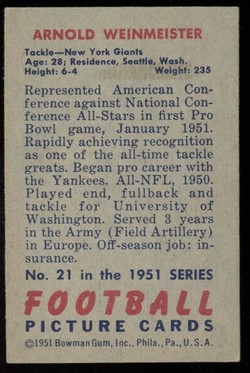 ARNOLD WEINMEISTER
Tackle—New York Giants
Age: 28; Residence, Seattle, Wash.
Height: 6-4 Weight: 235
Represented American Con-
ference against National Con-
ference All-Stars in first Pro
Bowl game, January 1951.
Rapidly achieving recognition
as one of the all-time tackle
greats. Began pro career with
the Yankees. All-NFL, 1950.
Played end, fullback and
tackle for University of
Washington. Served 3 years
in the Army (Field Artillery)
in Europe. Off-season job: in-
surance.
No. 21 in the 1951 SERIES
FOOTBALL
PICTURE CARDS
©1951 Bowman Gum, Inc., Phila., Pa., U.S.A.